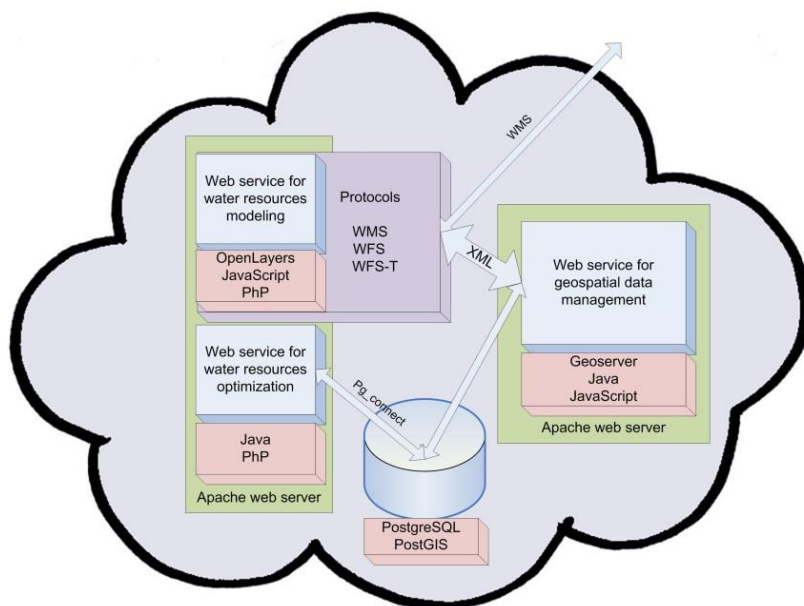 WMS
Web service for
water resources
modeling
Protocols
WMS
WFS
WFS-T
OpenLayers
JavaScript
PhP
XML
Web service for
geospatial data
management
Geoserver
Java
JavaScript
Apache web server
Web service for
water resources
optimization
Pg_connect
Java
PhP
Apache web server
PostgreSQL
PostGIS